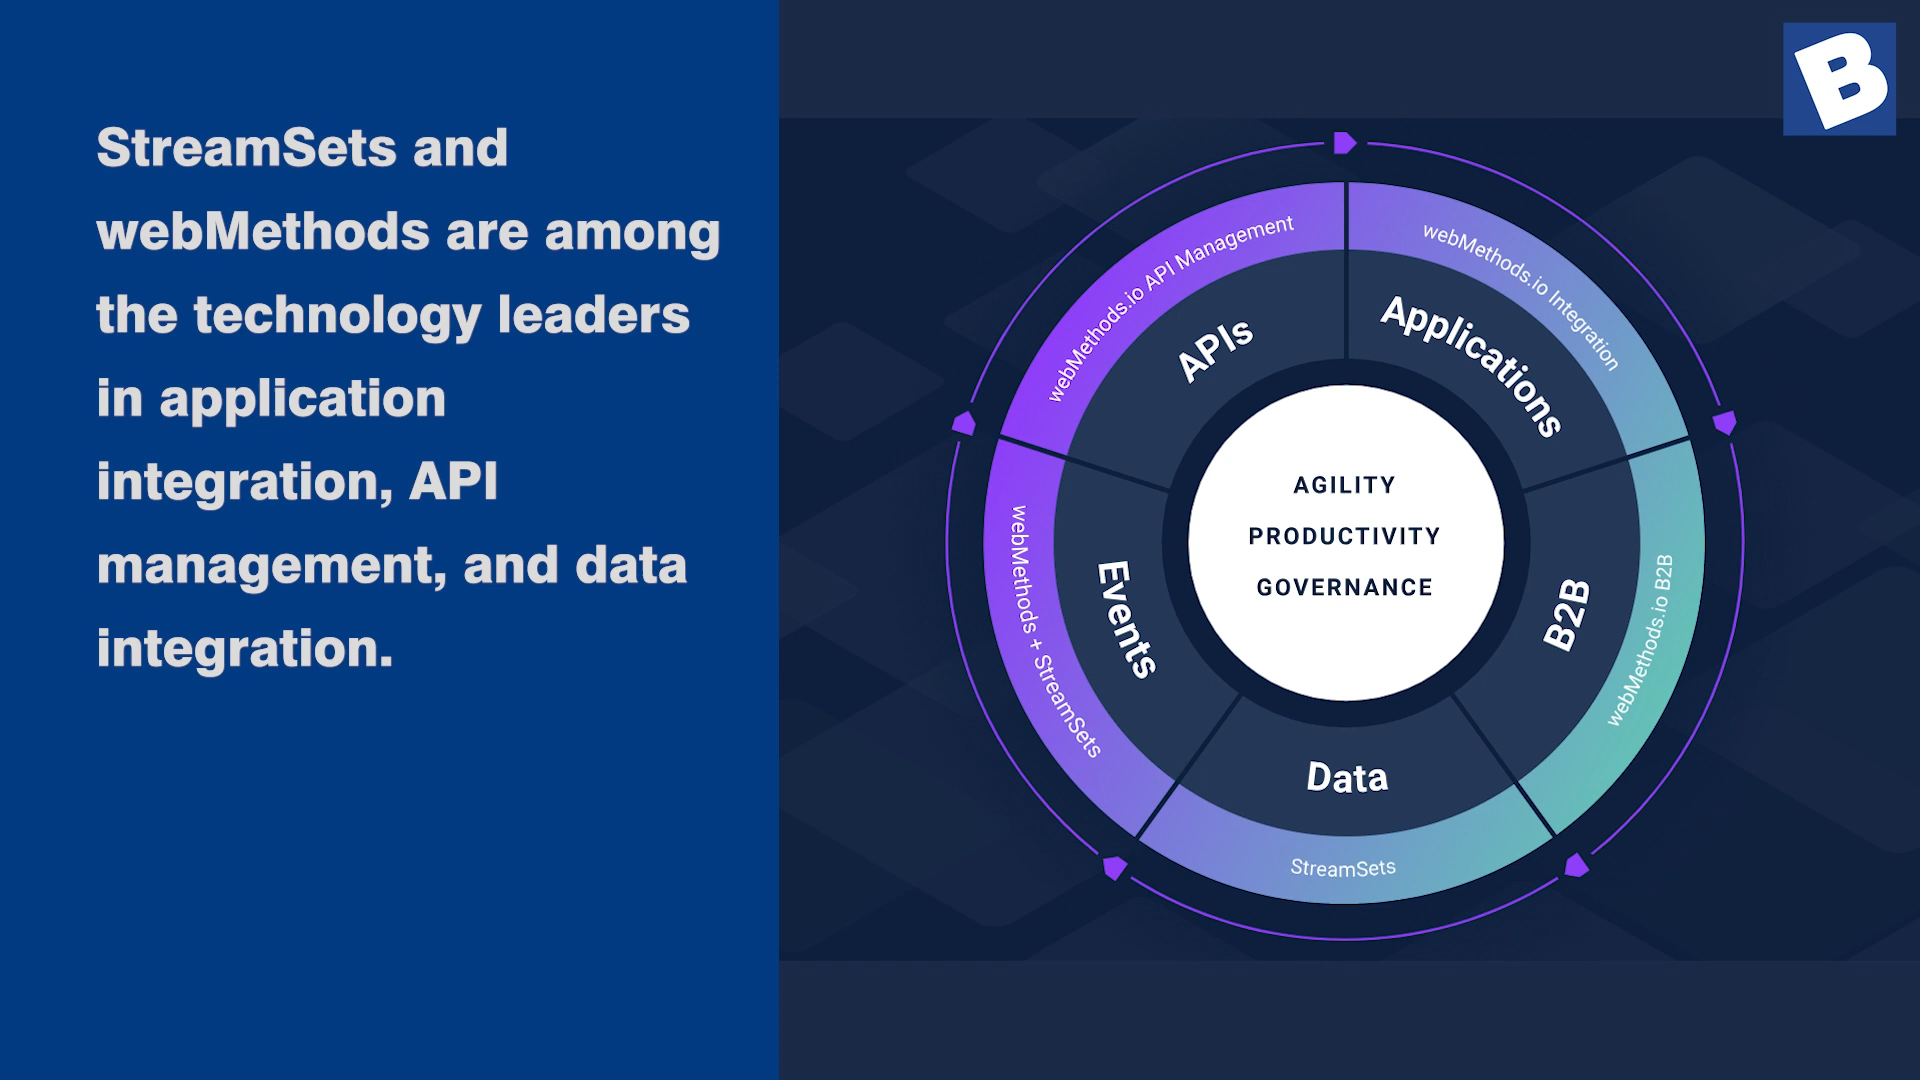 StreamSets and
webMethods are among
the technology leaders
in application
integration, API
management, and data
integration.
B
webMethods.io API Management
webMethods.io Integration
APIs
Applications
AGILITY
PRODUCTIVITY
GOVERNANCE
Events
webMethods + StreamSets
B2B
webMethods.io B2B
Data
StreamSets